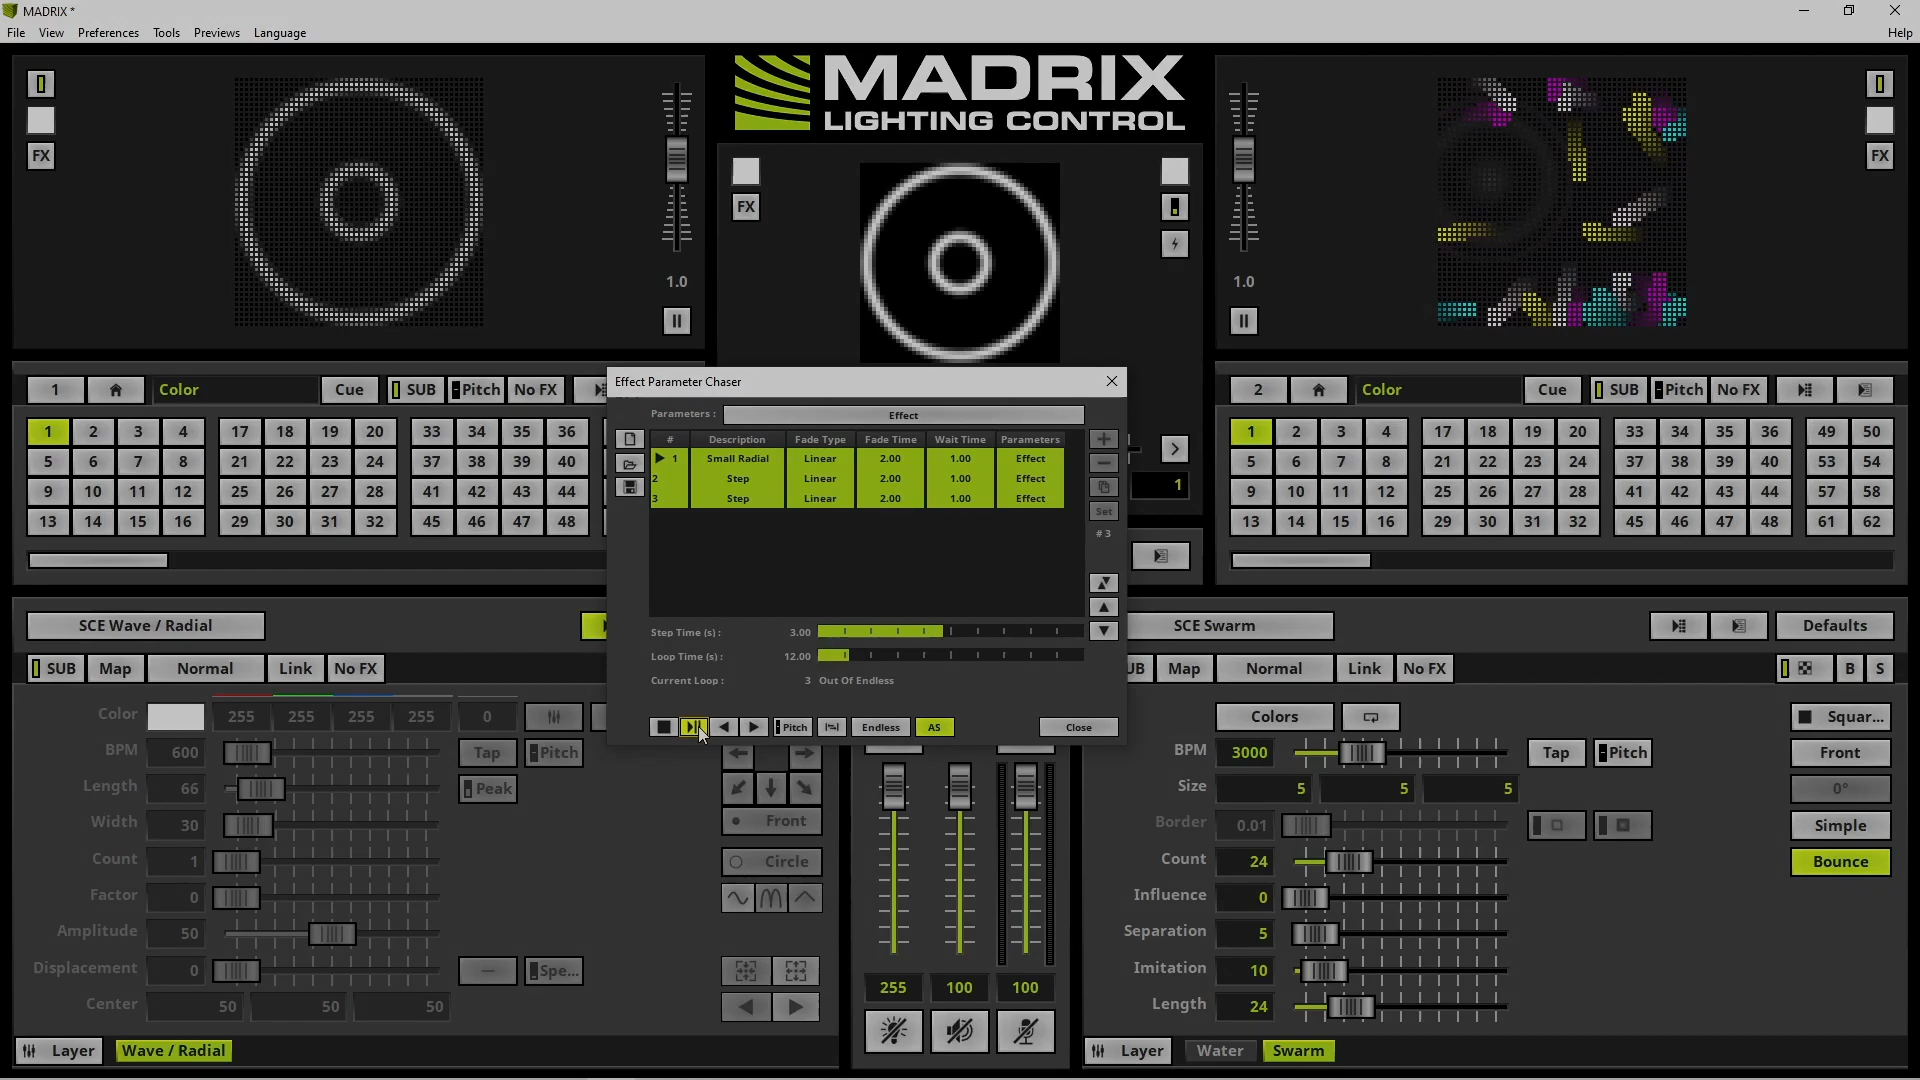 MADRIX *
File View Preferences Tools Previews Language Help
MADRIX
LIGHTING CONTROL
FX
FX
FX
1.0
1.0
1 Color Cue SUB Pitch No FX
1 2 3 4 17 18 19 20 33 34 35 36
5 6 7 8 21 22 23 24 37 38 39 40
9 10 11 12 25 26 27 28 41 42 43 44
13 14 15 16 29 30 31 32 45 46 47 48
Effect Parameter Chaser
Parameters : Effect
# Description Fade Type Fade Time Wait Time Parameters
1 Small Radial Linear 2.00 1.00 Effect
2 Step Linear 2.00 1.00 Effect
3 Step Linear 2.00 1.00 Effect
Set
# 3
Step Time (s) : 3.00
Loop Time (s) : 12.00
Current Loop : 3 Out Of Endless
Pitch Endless AS Close
1
2 Color Cue SUB Pitch No FX
1 2 3 4 17 18 19 20 33 34 35 36 49 50
5 6 7 8 21 22 23 24 37 38 39 40 53 54
9 10 11 12 25 26 27 28 41 42 43 44 57 58
13 14 15 16 29 30 31 32 45 46 47 48 61 62
SCE Wave / Radial
SUB Map Normal Link No FX
Color 255 255 255 255 0
BPM 600 Tap Pitch
Length 66 Peak
Width 30 Front
Count 1 Circle
Factor 0
Amplitude 50
Displacement 0 Spe...
Center 50 50 50
Layer Wave / Radial
255 100 100
SCE Swarm Defaults
UB Map Normal Link No FX B S
Colors Squar...
BPM 3000 Tap Pitch Front
Size 5 5 5 0°
Border 0.01 Simple
Count 24 Bounce
Influence 0
Separation 5
Imitation 10
Length 24
Layer Water Swarm